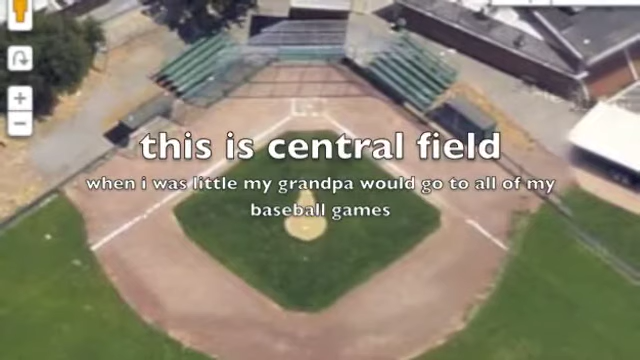 this is central field
when i was little my grandpa would go to all of my
baseball games